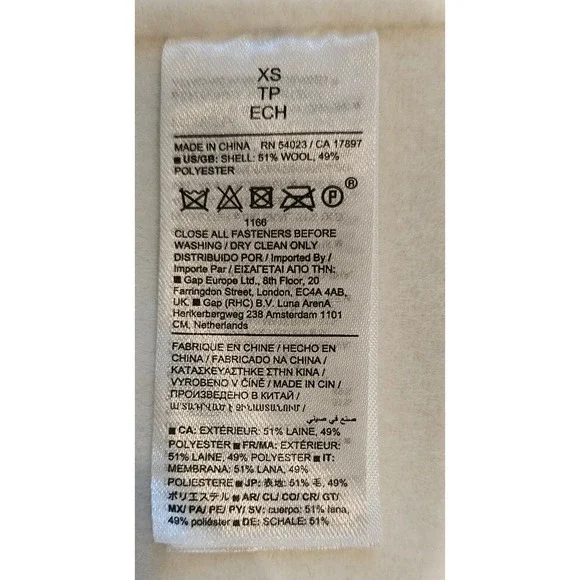 XS
TP
ECH
MADE IN CHINA RN 54023 / CA 17897
■ US/GB: SHELL: 51% WOOL, 49%
POLYESTER
P ®
1166
CLOSE ALL FASTENERS BEFORE
WASHING / DRY CLEAN ONLY
DISTRIBUIDO POR / Imported By /
Importe Par / ΕΙΣΑΓΕΤΑΙ ΑΠΟ ΤΗΝ:
■ Gap Europe Ltd., 8th Floor, 20
Farringdon Street, London, EC4A 4AB,
UK. ■ Gap (RHC) B.V. Luna ArenA
Herikerbergweg 238 Amsterdam 1101
CM, Netherlands
FABRIQUE EN CHINE / HECHO EN
CHINA / FABRICADO NA CHINA /
ΚΑΤΑΣΚΕΥΑΣΤΗΚΕ ΣΤΗΝ ΚΙΝΑ /
VYROBENO V ČÍNĚ / MADE IN CIN /
ПРОИЗВЕДЕНО В КИТАЙ /
ԱՐՏԱԴՐՎԱԾ Է ՉԻՆԱՍՏԱՆՈՒՄ /
صنع في صيني
■ CA: EXTÉRIEUR: 51% LAINE, 49%
POLYESTER ■ FR/MA: EXTÉRIEUR:
51% LAINE, 49% POLYESTER ■ IT:
MEMBRANA: 51% LANA, 49%
POLIESTERE ■ JP: 表地: 51% 毛, 49%
ポリエステル ■ AR/ CL/ CO/ CR/ GT/
MX/ PA/ PE/ PY/ SV: cuerpo: 51% lana,
49% poliéster ■ DE: SCHALE: 51%